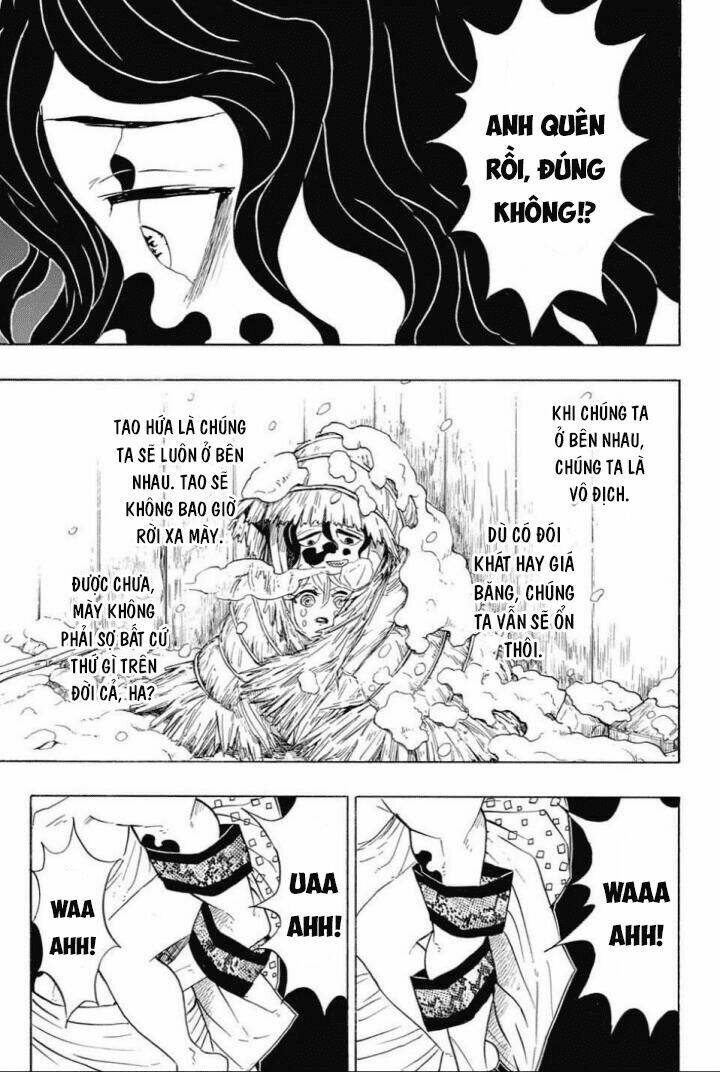 ANH QUÊN
RỒI, ĐÚNG
KHÔNG!?
KHI CHÚNG TA
Ở BÊN NHAU,
CHÚNG TA LÀ
VÔ ĐỊCH.
DÙ CÓ ĐÓI
KHÁT HAY GIÁ
BĂNG, CHÚNG
TA VẪN SẼ ỔN
THÔI.
TAO HỨA LÀ CHÚNG
TA SẼ LUÔN Ở BÊN
NHAU. TAO SẼ
KHÔNG BAO GIỜ
RỜI XA MÀY.
ĐƯỢC CHƯA,
MÀY KHÔNG
PHẢI SỢ BẤT CỨ
THỨ GÌ TRÊN
ĐỜI CẢ, HA?
WAAA
AHH!
UAA
AHH!
WAA
AHH!